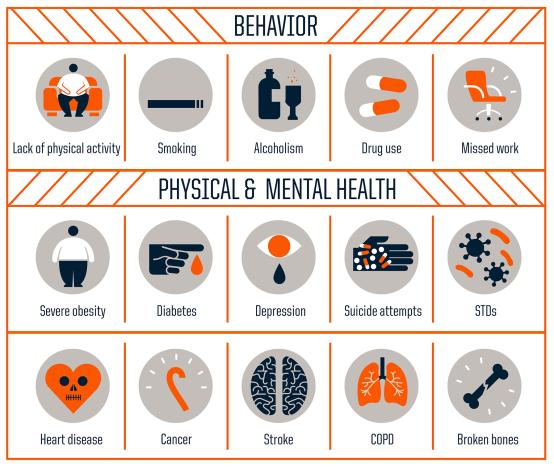 BEHAVIOR
Lack of physical activity
Smoking
Alcoholism
Drug use
Missed work
PHYSICAL & MENTAL HEALTH
Severe obesity
Diabetes
Depression
Suicide attempts
STDs
Heart disease
Cancer
Stroke
COPD
Broken bones